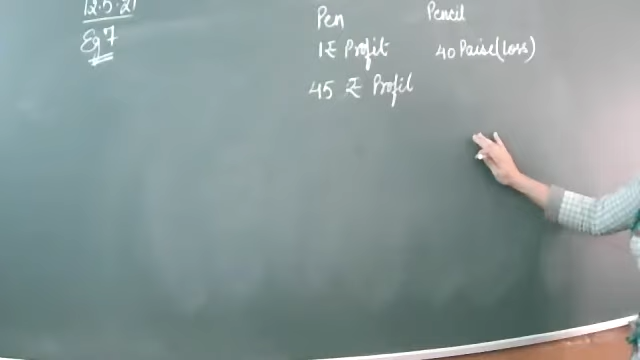 12.5.21
Eg 7
Pen Pencil
1₹ Profit 40 Paise (Loss)
45 ₹ Profit